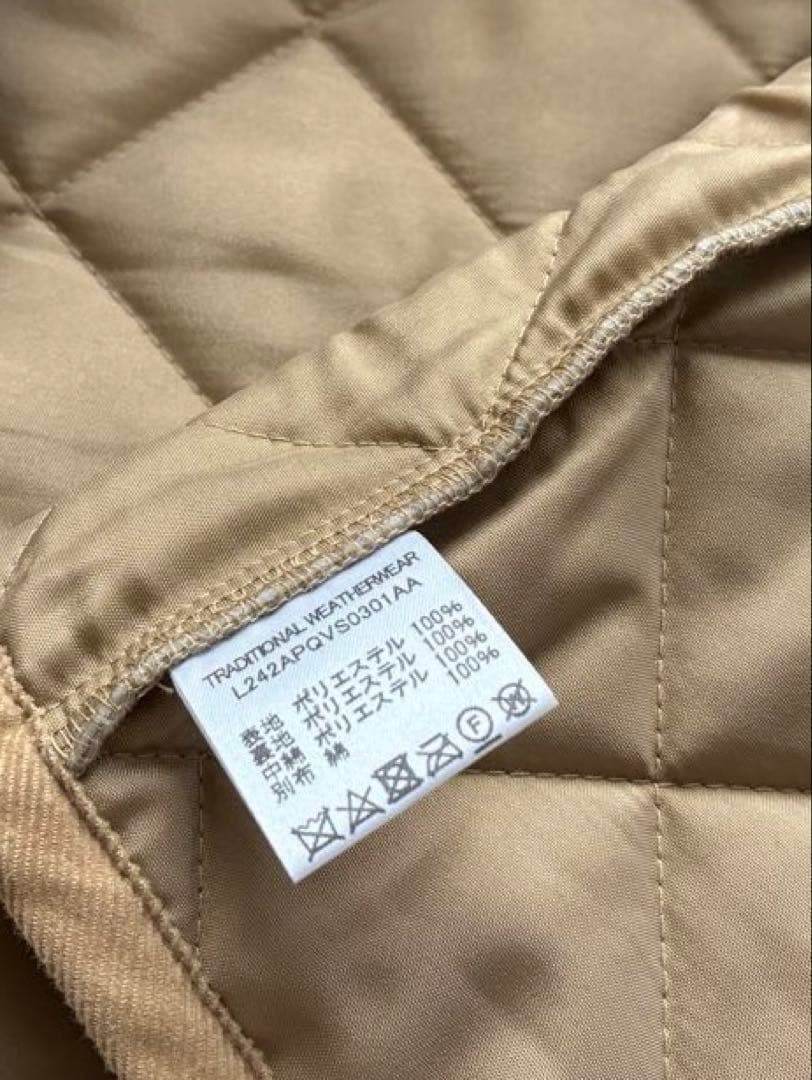 TRADITIONAL WEATHERWEAR
L242APQVS0301AA
表地 ポリエステル 100%
裏地 ポリエステル 100%
中綿 ポリエステル 100%
別布 綿 100%
F W